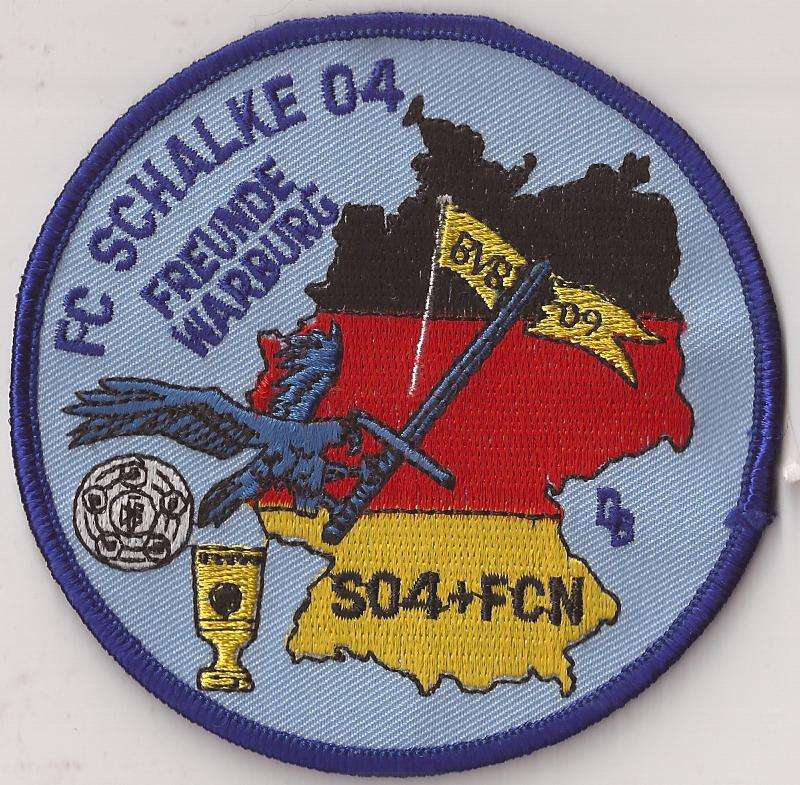 FC SCHALKE 04
FREUNDE
WARBURG
BVB
09
S04+FCN